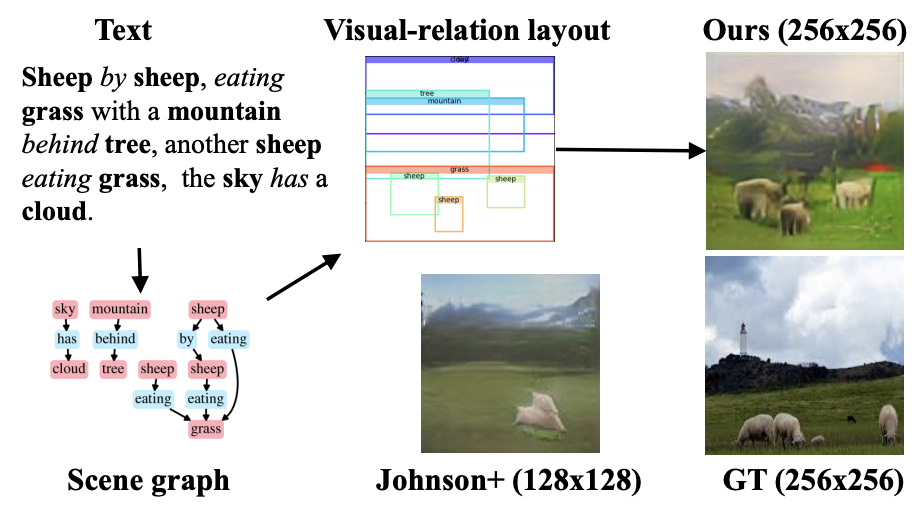 Text
Visual-relation layout
Ours (256x256)
Sheep by sheep, eating
grass with a mountain
behind tree, another sheep
eating grass, the sky has a
cloud.
tree
mountain
grass
sheep
sheep
sheep
sky
mountain
sheep
has
behind
by
eating
cloud
tree
sheep
sheep
eating
eating
grass
Scene graph
Johnson+ (128x128)
GT (256x256)